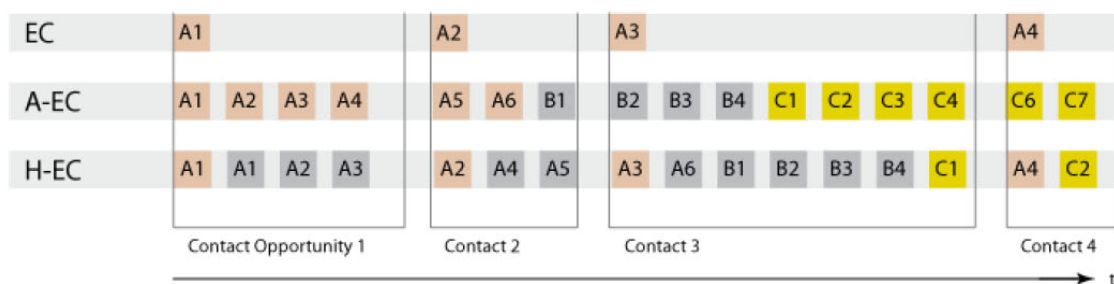 EC A1 A2 A3 A4
A-EC A1 A2 A3 A4 A5 A6 B1 B2 B3 B4 C1 C2 C3 C4 C6 C7
H-EC A1 A1 A2 A3 A2 A4 A5 A3 A6 B1 B2 B3 B4 C1 A4 C2
Contact Opportunity 1 Contact 2 Contact 3 Contact 4
t